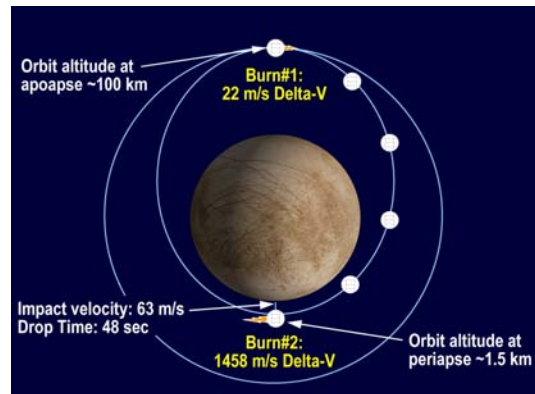 Orbit altitude at
apoapse ~100 km
Burn#1:
22 m/s Delta-V
Impact velocity: 63 m/s
Drop Time: 48 sec
Burn#2:
1458 m/s Delta-V
Orbit altitude at
periapse ~1.5 km